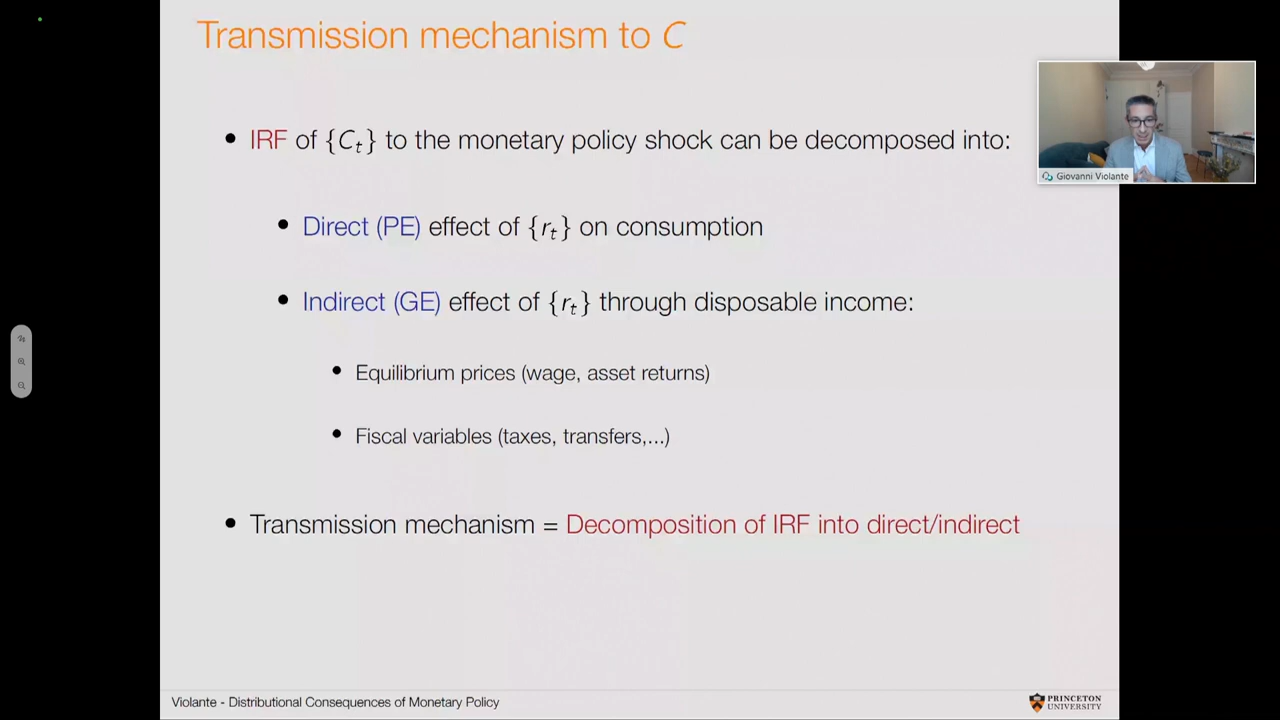 Transmission mechanism to C
• IRF of {C_t} to the monetary policy shock can be decomposed into:
Giovanni Violante
• Direct (PE) effect of {r_t} on consumption
• Indirect (GE) effect of {r_t} through disposable income:
• Equilibrium prices (wage, asset returns)
• Fiscal variables (taxes, transfers,...)
• Transmission mechanism = Decomposition of IRF into direct/indirect
Violante - Distributional Consequences of Monetary Policy
PRINCETON
UNIVERSITY